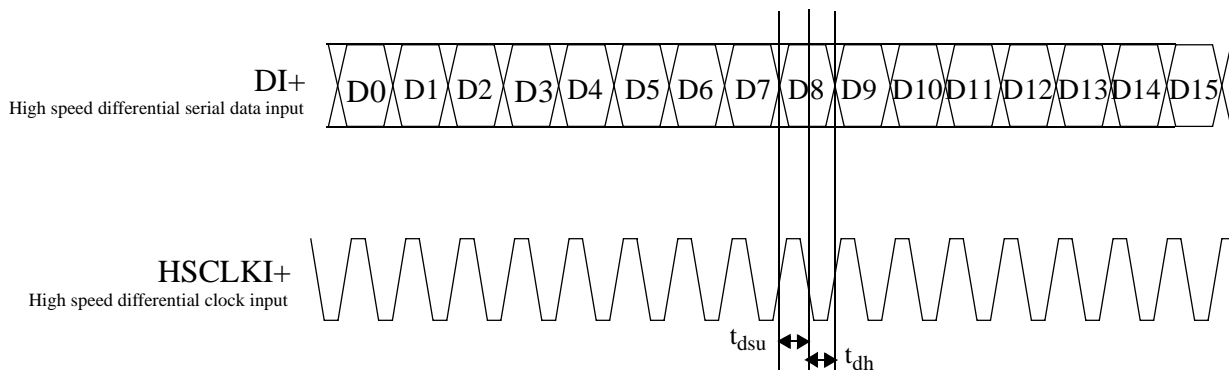 DI+
High speed differential serial data input
D0 D1 D2 D3 D4 D5 D6 D7 D8 D9 D10 D11 D12 D13 D14 D15
HSCLKI+
High speed differential clock input
tdsu
tdh